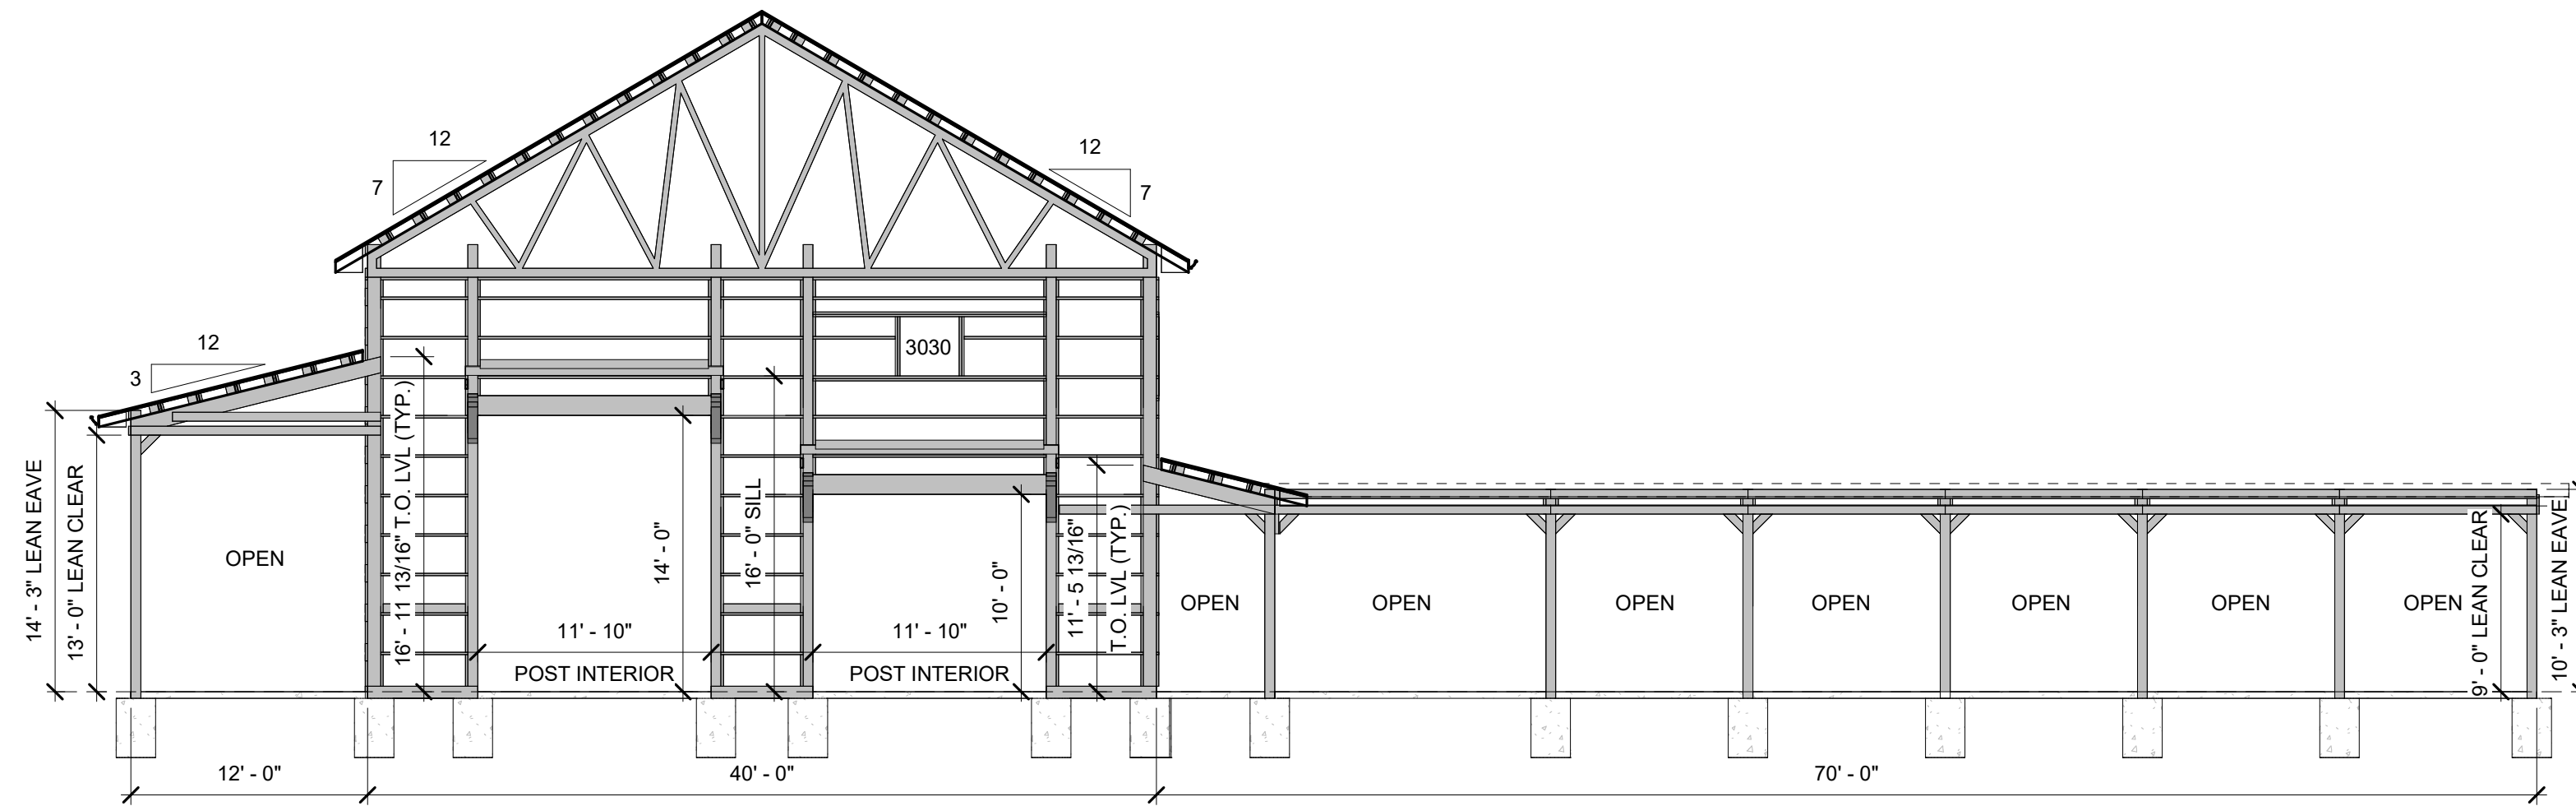 12
7
12
7
12
3
3030
14' - 3" LEAN EAVE
13' - 0" LEAN CLEAR
OPEN
16' - 11 13/16" T.O. LVL (TYP.)
11' - 10"
POST INTERIOR
14' - 0"
16' - 0" SILL
11' - 10"
POST INTERIOR
10' - 0"
11' - 5 13/16"
T.O. LVL (TYP.)
OPEN
OPEN
OPEN
OPEN
OPEN
OPEN
OPEN
9' - 0" LEAN CLEAR
10' - 3" LEAN EAVE
12' - 0"
40' - 0"
70' - 0"